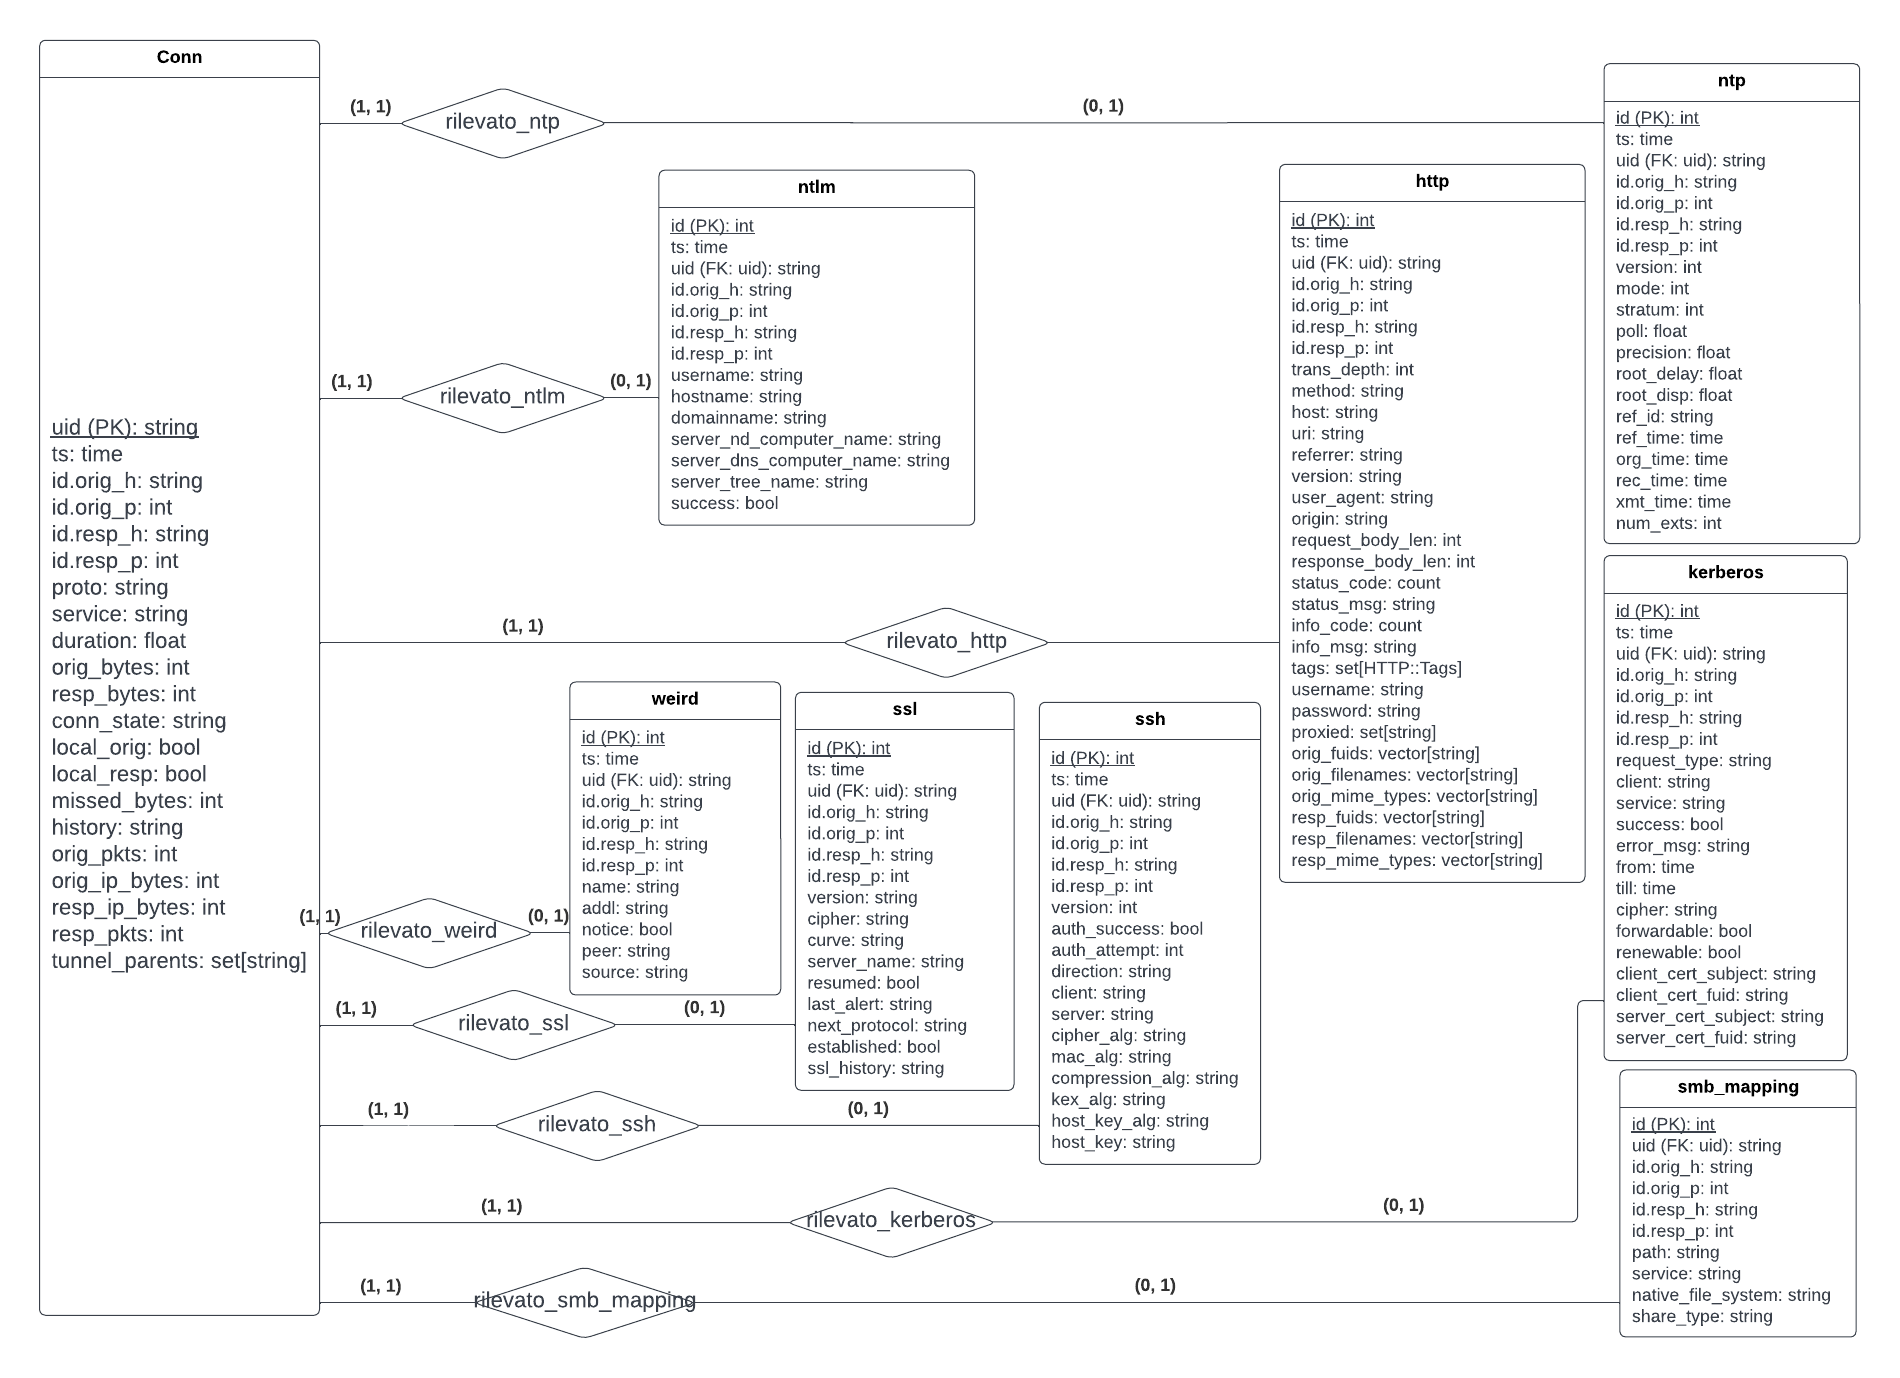 Conn
uid (PK): string
ts: time
id.orig_h: string
id.orig_p: int
id.resp_h: string
id.resp_p: int
proto: string
service: string
duration: float
orig_bytes: int
resp_bytes: int
conn_state: string
local_orig: bool
local_resp: bool
missed_bytes: int
history: string
orig_pkts: int
orig_ip_bytes: int
resp_ip_bytes: int
resp_pkts: int
tunnel_parents: set[string]
(1, 1)
rilevato_ntp
(0, 1)
ntp
id (PK): int
ts: time
uid (FK: uid): string
id.orig_h: string
id.orig_p: int
id.resp_h: string
id.resp_p: int
version: int
mode: int
stratum: int
poll: float
precision: float
root_delay: float
root_disp: float
ref_id: string
ref_time: time
org_time: time
rec_time: time
xmt_time: time
num_exts: int
(1, 1)
rilevato_ntlm
(0, 1)
ntlm
id (PK): int
ts: time
uid (FK: uid): string
id.orig_h: string
id.orig_p: int
id.resp_h: string
id.resp_p: int
username: string
hostname: string
domainname: string
server_nd_computer_name: string
server_dns_computer_name: string
server_tree_name: string
success: bool
(1, 1)
rilevato_http
http
id (PK): int
ts: time
uid (FK: uid): string
id.orig_h: string
id.orig_p: int
id.resp_h: string
id.resp_p: int
trans_depth: int
method: string
host: string
uri: string
referrer: string
version: string
user_agent: string
origin: string
request_body_len: int
response_body_len: int
status_code: count
status_msg: string
info_code: count
info_msg: string
tags: set[HTTP::Tags]
username: string
password: string
proxied: set[string]
orig_fuids: vector[string]
orig_filenames: vector[string]
orig_mime_types: vector[string]
resp_fuids: vector[string]
resp_filenames: vector[string]
resp_mime_types: vector[string]
(1, 1)
rilevato_weird
(0, 1)
weird
id (PK): int
ts: time
uid (FK: uid): string
id.orig_h: string
id.orig_p: int
id.resp_h: string
id.resp_p: int
name: string
addl: string
notice: bool
peer: string
source: string
(1, 1)
rilevato_ssl
(0, 1)
ssl
id (PK): int
ts: time
uid (FK: uid): string
id.orig_h: string
id.orig_p: int
id.resp_h: string
id.resp_p: int
version: string
cipher: string
curve: string
server_name: string
resumed: bool
last_alert: string
next_protocol: string
established: bool
ssl_history: string
(1, 1)
rilevato_ssh
(0, 1)
ssh
id (PK): int
ts: time
uid (FK: uid): string
id.orig_h: string
id.orig_p: int
id.resp_h: string
id.resp_p: int
version: int
auth_success: bool
auth_attempt: int
direction: string
client: string
server: string
cipher_alg: string
mac_alg: string
compression_alg: string
kex_alg: string
host_key_alg: string
host_key: string
(1, 1)
rilevato_kerberos
(0, 1)
kerberos
id (PK): int
ts: time
uid (FK: uid): string
id.orig_h: string
id.orig_p: int
id.resp_h: string
id.resp_p: int
request_type: string
client: string
service: string
success: bool
error_msg: string
from: time
till: time
cipher: string
forwardable: bool
renewable: bool
client_cert_subject: string
client_cert_fuid: string
server_cert_subject: string
server_cert_fuid: string
(1, 1)
rilevato_smb_mapping
(0, 1)
smb_mapping
id (PK): int
uid (FK: uid): string
id.orig_h: string
id.orig_p: int
id.resp_h: string
id.resp_p: int
path: string
service: string
native_file_system: string
share_type: string